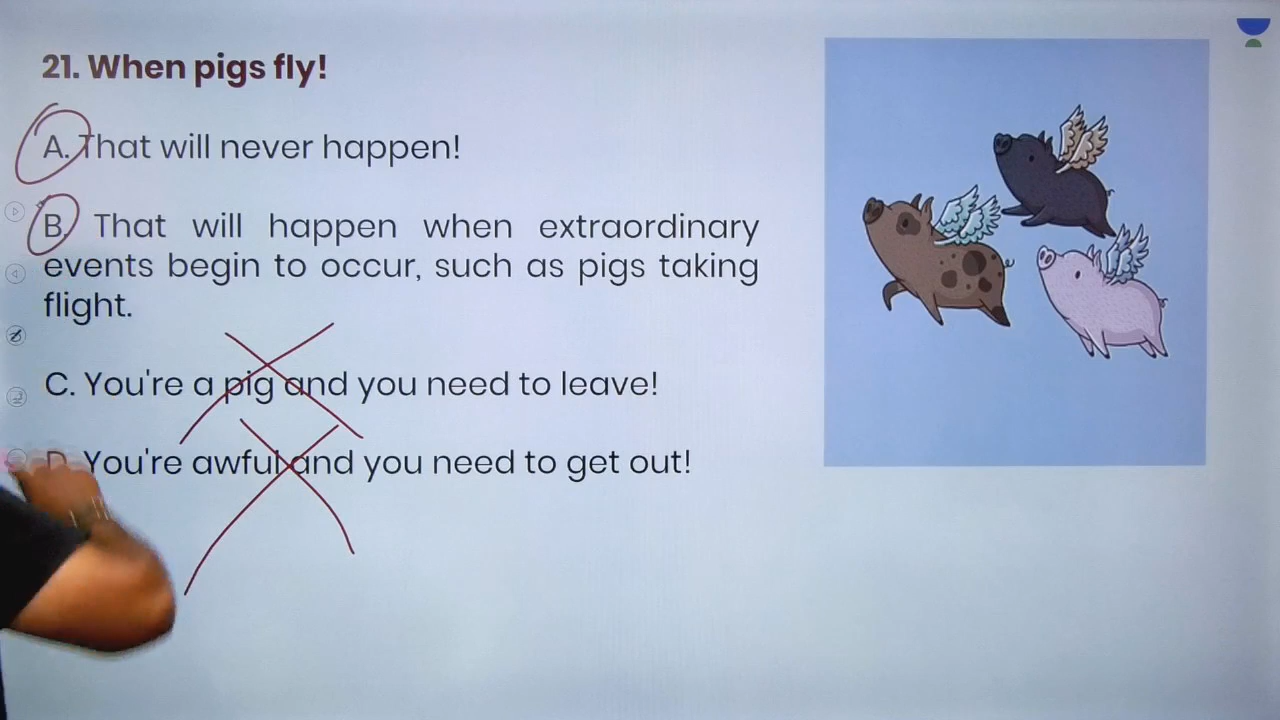 21. When pigs fly!
A. That will never happen!
B. That will happen when extraordinary
events begin to occur, such as pigs taking
flight.
C. You're a pig and you need to leave!
D. You're awful and you need to get out!